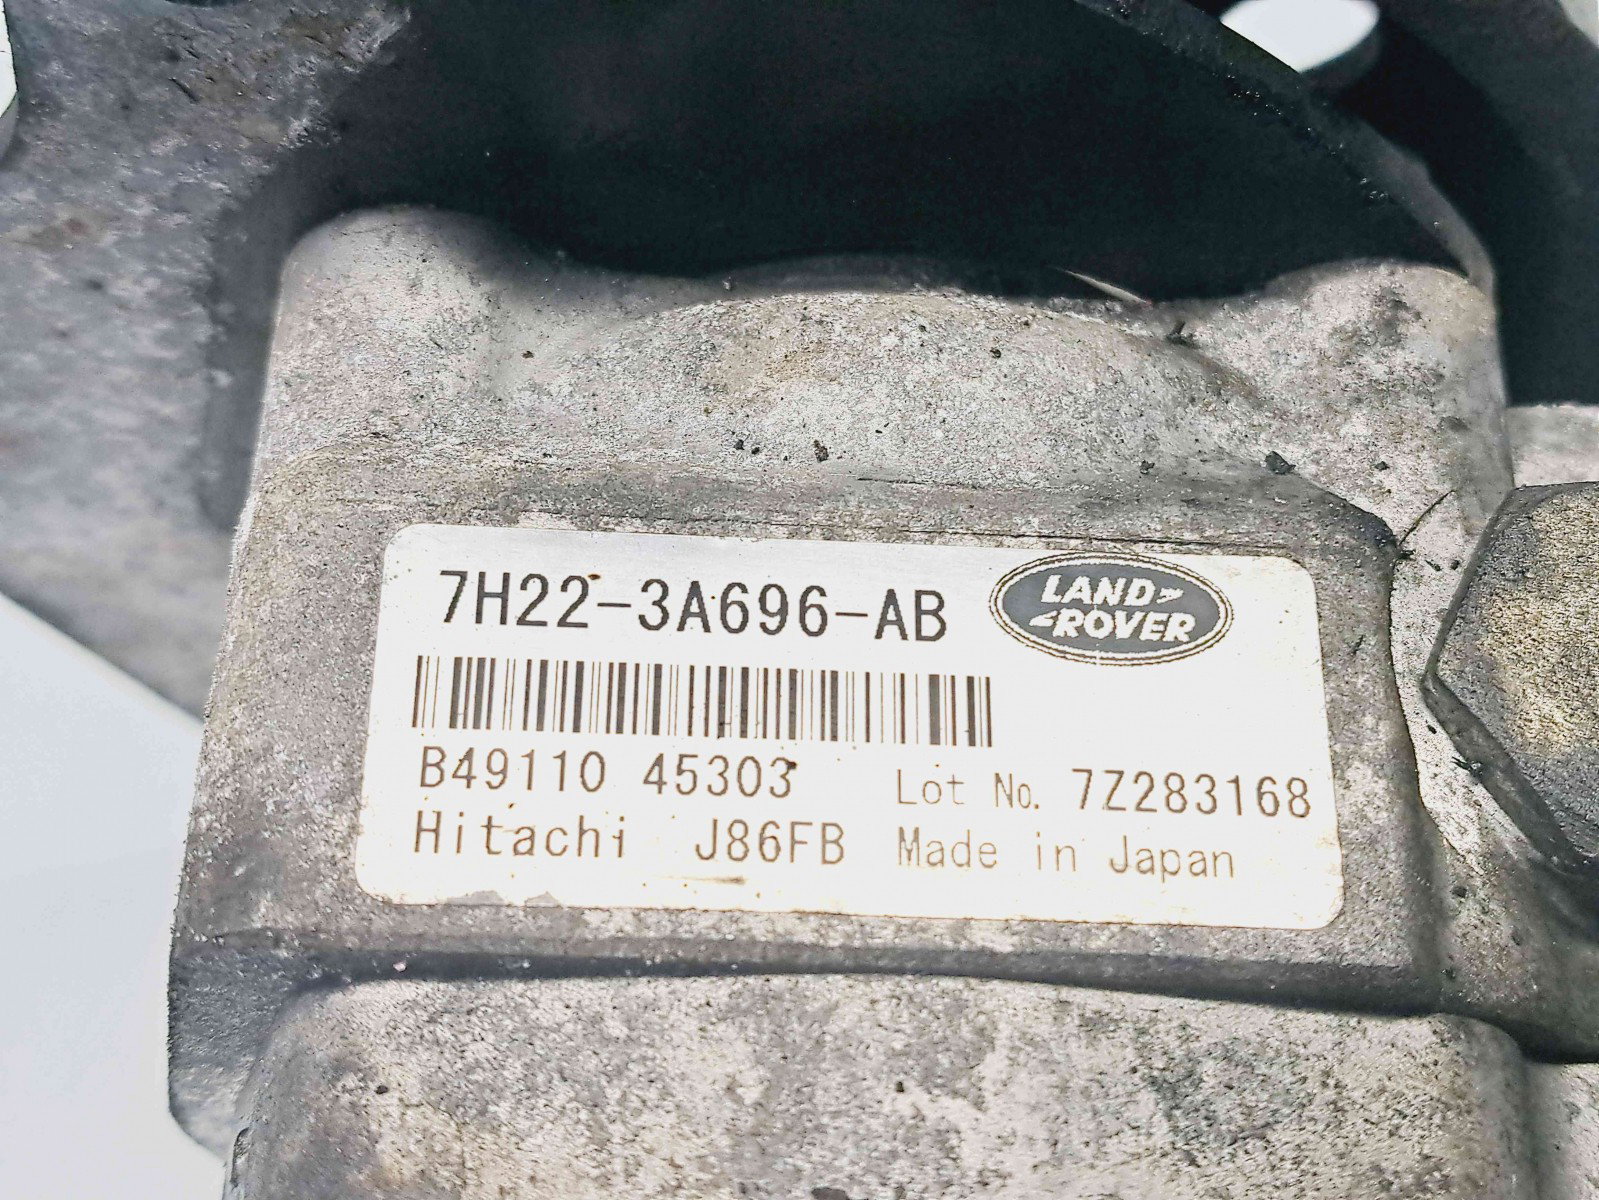 7H22-3A696-AB
LAND
ROVER
B49110 45303 Lot No. 7Z283168
Hitachi J86FB Made in Japan